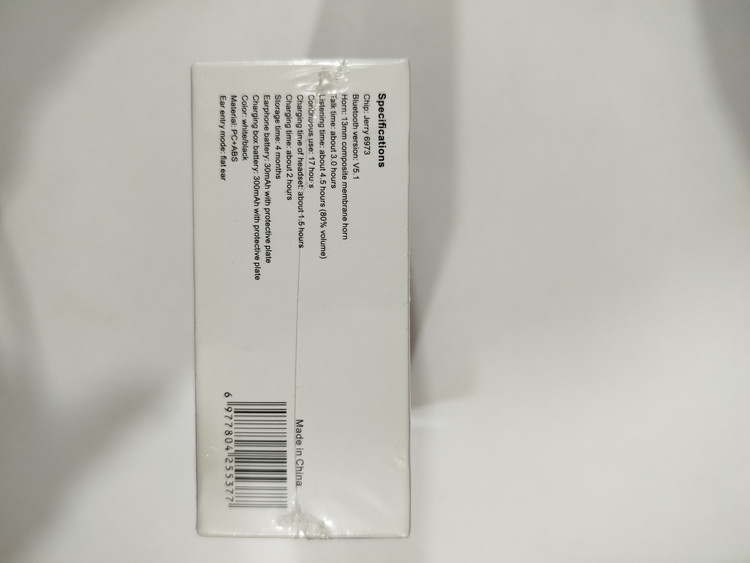 Specifications
Chip: Jerry 6973
Bluetooth version: V5.1
Horn: 13mm composite membrane horn
Talk time: about 3.0 hours
Listening time: about 4.5 hours (80% volume)
Continuous use: 17 hours
Charging time of headset: about 1.5 hours
Charging time: about 2 hours
Storage time: 4 months
Earphone battery: 30mAh with protective plate
Charging box battery: 300mAh with protective plate
Color: white/black
Material: PC+ABS
Ear entry mode: flat ear
Made in China
6 977804 255377